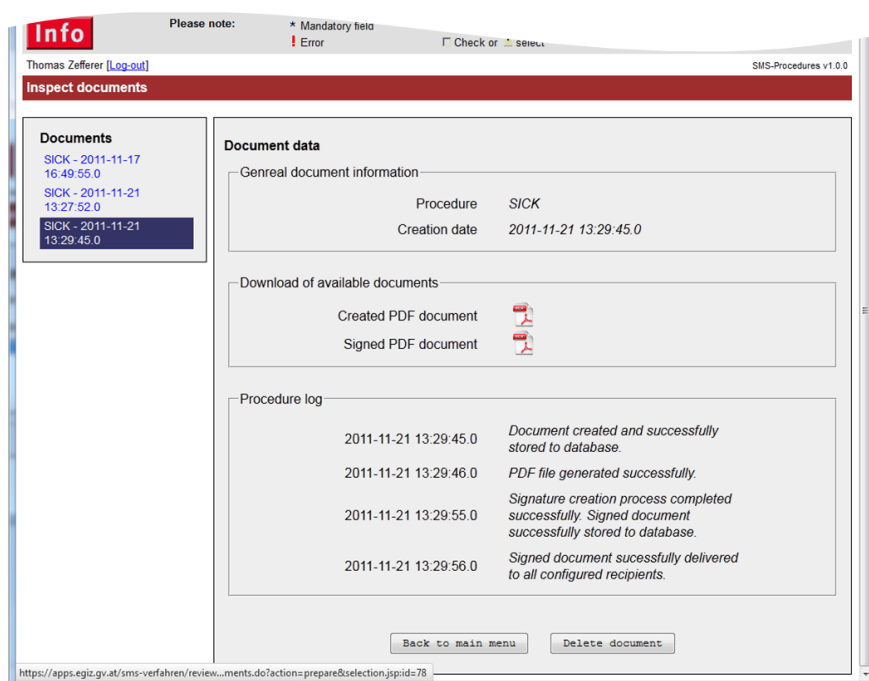 Info
Please note:
* Mandatory field
! Error
Check or select
Thomas Zefferer [Log-out]
SMS-Procedures v1.0.0
Inspect documents
Documents
SICK - 2011-11-17
16:49:55.0
SICK - 2011-11-21
13:27:52.0
SICK - 2011-11-21
13:29:45.0
Document data
Genreal document information
Procedure SICK
Creation date 2011-11-21 13:29:45.0
Download of available documents
Created PDF document
Signed PDF document
Procedure log
2011-11-21 13:29:45.0 Document created and successfully
stored to database.
2011-11-21 13:29:46.0 PDF file generated successfully.
Signature creation process completed
2011-11-21 13:29:55.0 successfully. Signed document
successfully stored to database.
2011-11-21 13:29:56.0 Signed document sucessfully delivered
to all configured recipients.
Back to main menu
Delete document
https://apps.egiz.gv.at/sms-verfahren/review...ments.do?action=prepare&selection.jsp:id=78